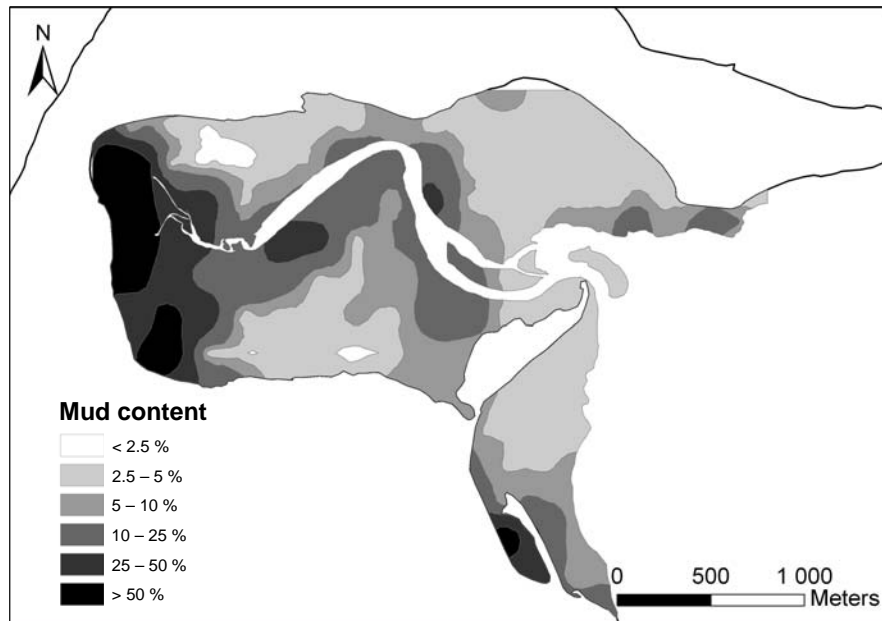 N
Mud content
< 2.5 %
2.5 – 5 %
5 – 10 %
10 – 25 %
25 – 50 %
> 50 %
0 500 1 000
Meters